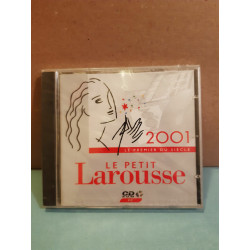 2001
LE PREMIER DU SIÈCLE
LE PETIT
Larousse